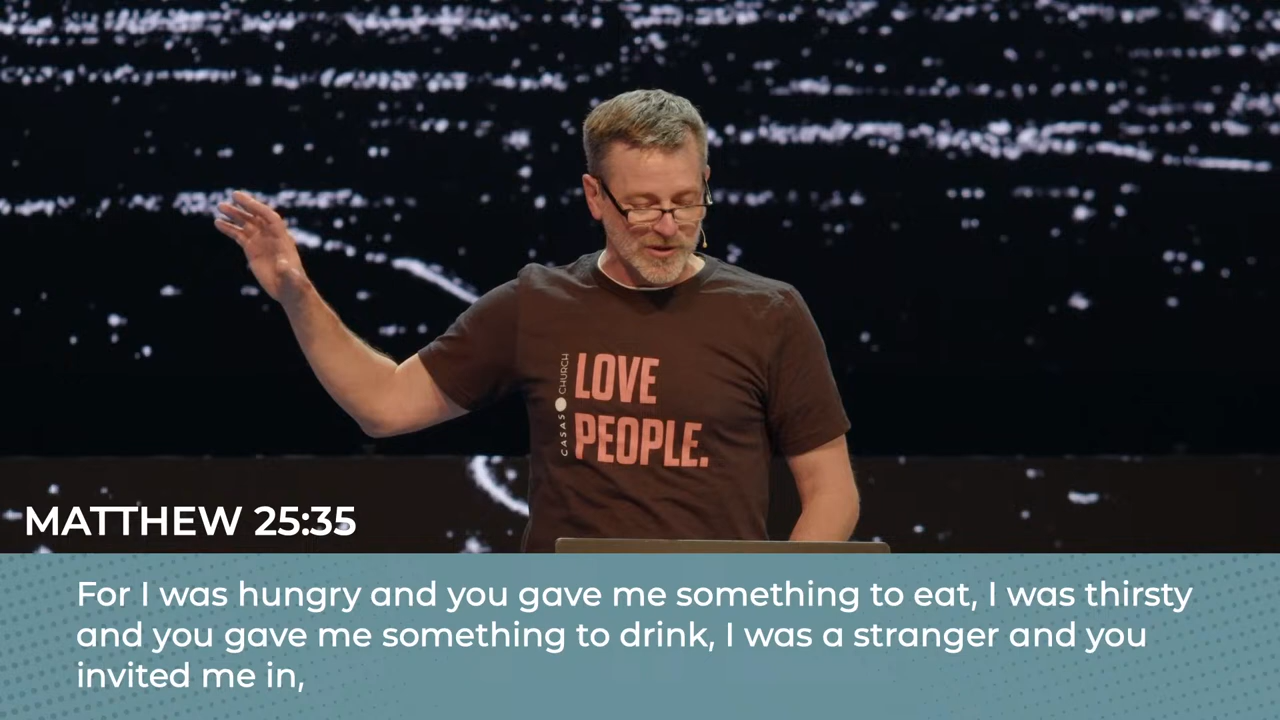 CASAS CHURCH
LOVE
PEOPLE.
MATTHEW 25:35
For I was hungry and you gave me something to eat, I was thirsty
and you gave me something to drink, I was a stranger and you
invited me in,